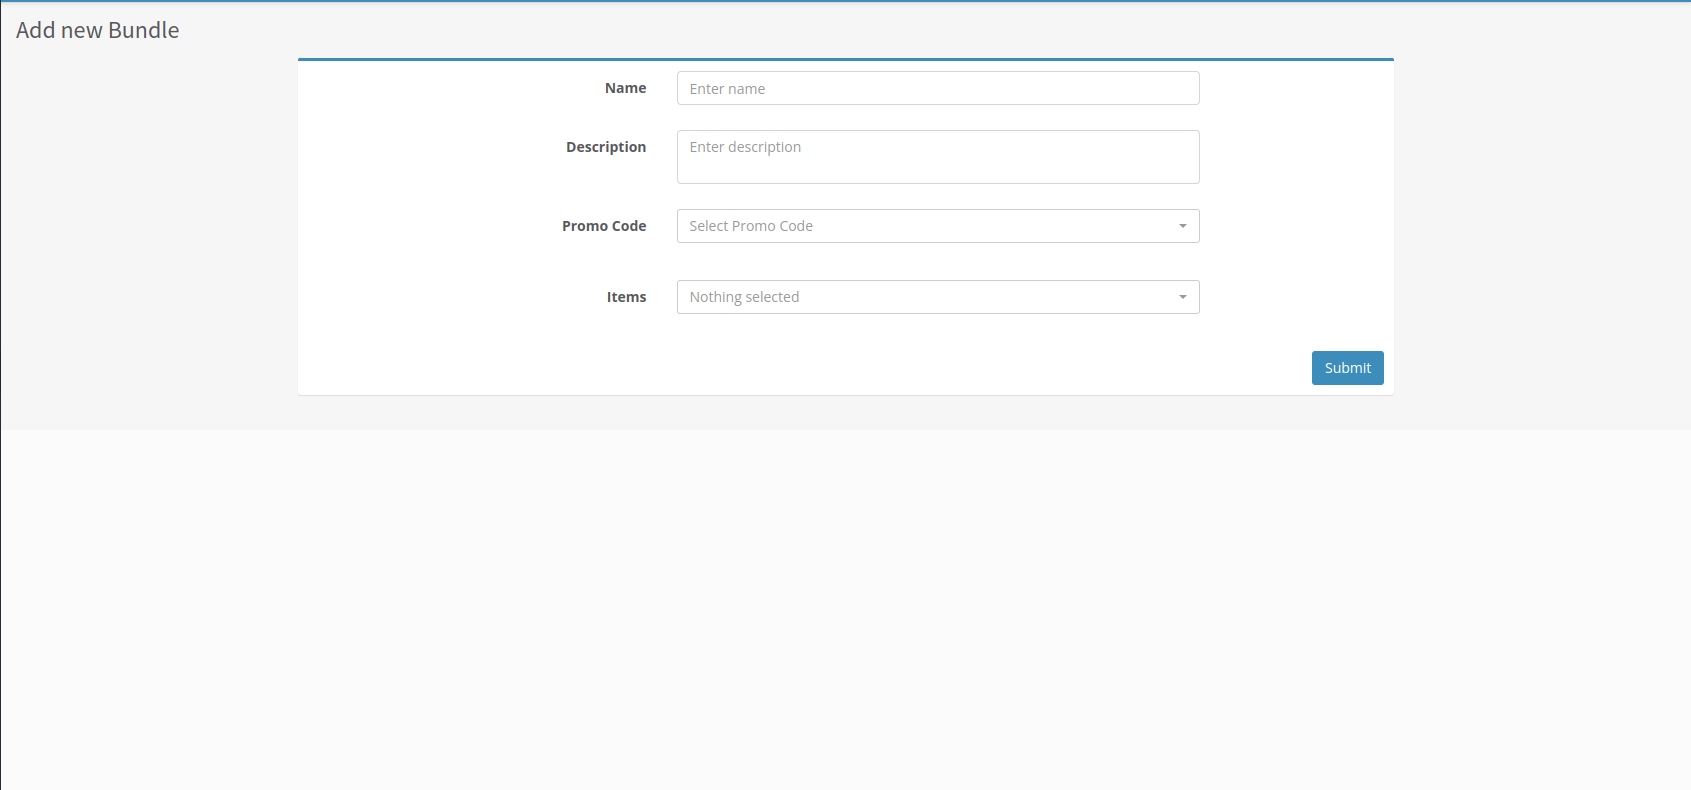 Add new Bundle
Name
Enter name
Description
Enter description
Promo Code
Select Promo Code
Items
Nothing selected
Submit